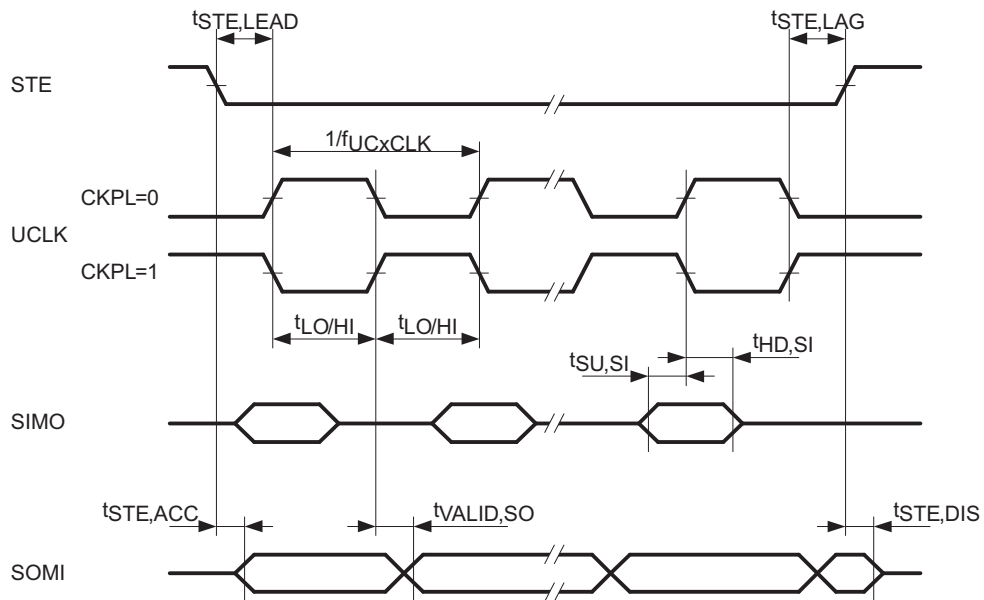 tSTE,LEAD
tSTE,LAG
STE
1/fUCxCLK
CKPL=0
UCLK
CKPL=1
tLO/HI
tLO/HI
tHD,SI
tSU,SI
SIMO
tSTE,ACC
tVALID,SO
tSTE,DIS
SOMI